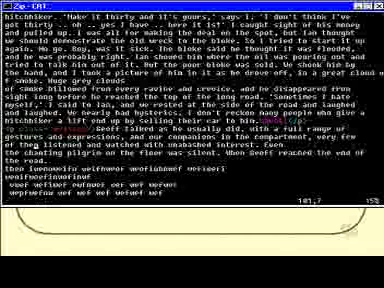 hitchhiker. 'Make it thirty and it's yours,' says I, 'I don't think I've
got thirty .. oh .. yes I have ... here it is!' I caught sight of his money
and pulled up. I was all for making the deal on the spot, but Ian thought
we should demonstrate the old wreck to the bloke. So I tried to start it up
again. No go. Boy, was it sick. The bloke said he thought it was flooded,
and he was probably right. Ian showed him where the oil was pouring out and
tried to talk him out of it. But the poor bloke was sold. We shook him by
the hand, and I took a picture of him in it as he drove off, in a great cloud o
f smoke. Huge grey clouds
of smoke billowed from every ravine and crevice, and he disappeared from
sight long before he reached the top of the long road. 'Sometimes I hate
myself,' I said to Ian, and we rested at the side of the road and laughed
and laughed. We nearly had hysterics. I don't reckon many people who give a
hitchhiker a lift end up by selling their car to him.
Geoff talked as he usually did, with a full range of
gestures and expressions, and our companions in the compartment, very few
of them listened and watched with unabashed interest. Even
the chanting pilgrim on the floor was silent. When Geoff reached the end of
the road.
101,7 15%